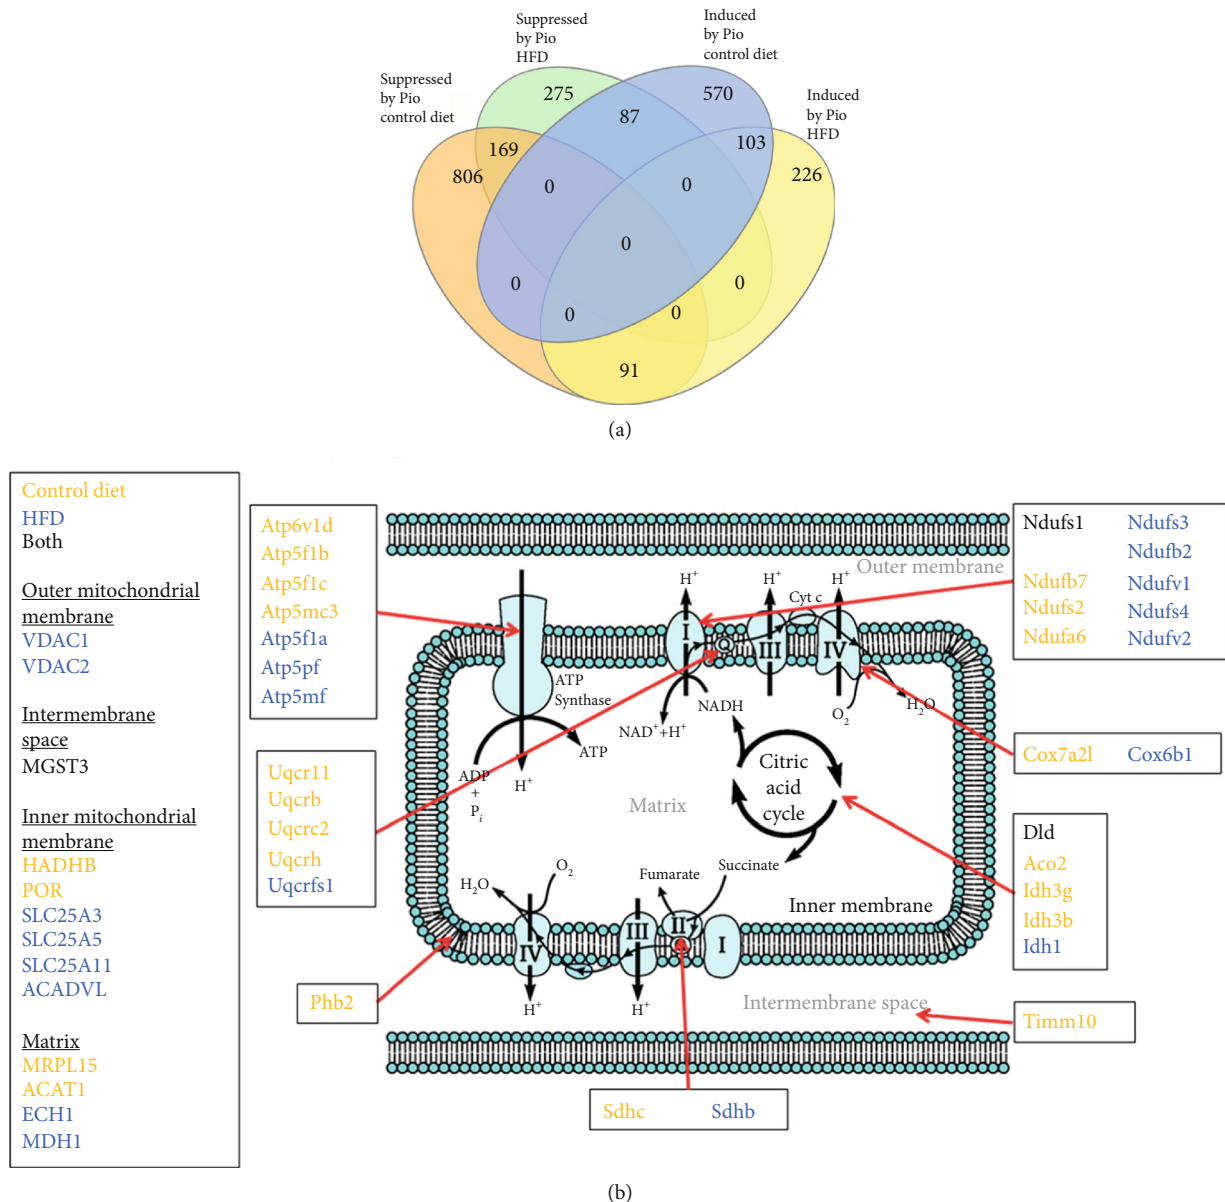 Suppressed
by Pio
HFD
Induced
by Pio
control diet
Suppressed
by Pio
control diet
Induced
by Pio
HFD
275
570
87
169
103
806
226
0
0
0
0
0
0
0
91
(a)
Control diet
HFD
Both
Outer mitochondrial
membrane
VDAC1
VDAC2
Intermembrane
space
MGST3
Inner mitochondrial
membrane
HADHB
POR
SLC25A3
SLC25A5
SLC25A11
ACADVL
Matrix
MRPL15
ACAT1
ECH1
MDH1
Atp6v1d
Atp5f1b
Atp5f1c
Atp5mc3
Atp5f1a
Atp5pf
Atp5mf
Uqcr11
Uqcrb
Uqcrc2
Uqcrh
Uqcrfs1
Phb2
Outer membrane
H+
H+
H+
Cyt c
I
Q
III
IV
ATP
Synthase
NADH
NAD+ +H+
O2
H2O
ADP
+
Pi
H+
ATP
Matrix
Citric
acid
cycle
Succinate
Fumarate
O2
H2O
Inner membrane
IV
III
II
I
H+
H+
Intermembrane space
Ndufs1 Ndufs3
Ndufb2
Ndufb7 Ndufv1
Ndufs2 Ndufs4
Ndufa6 Ndufv2
Cox7a2l Cox6b1
Dld
Aco2
Idh3g
Idh3b
Idh1
Timm10
Sdhc Sdhb
(b)